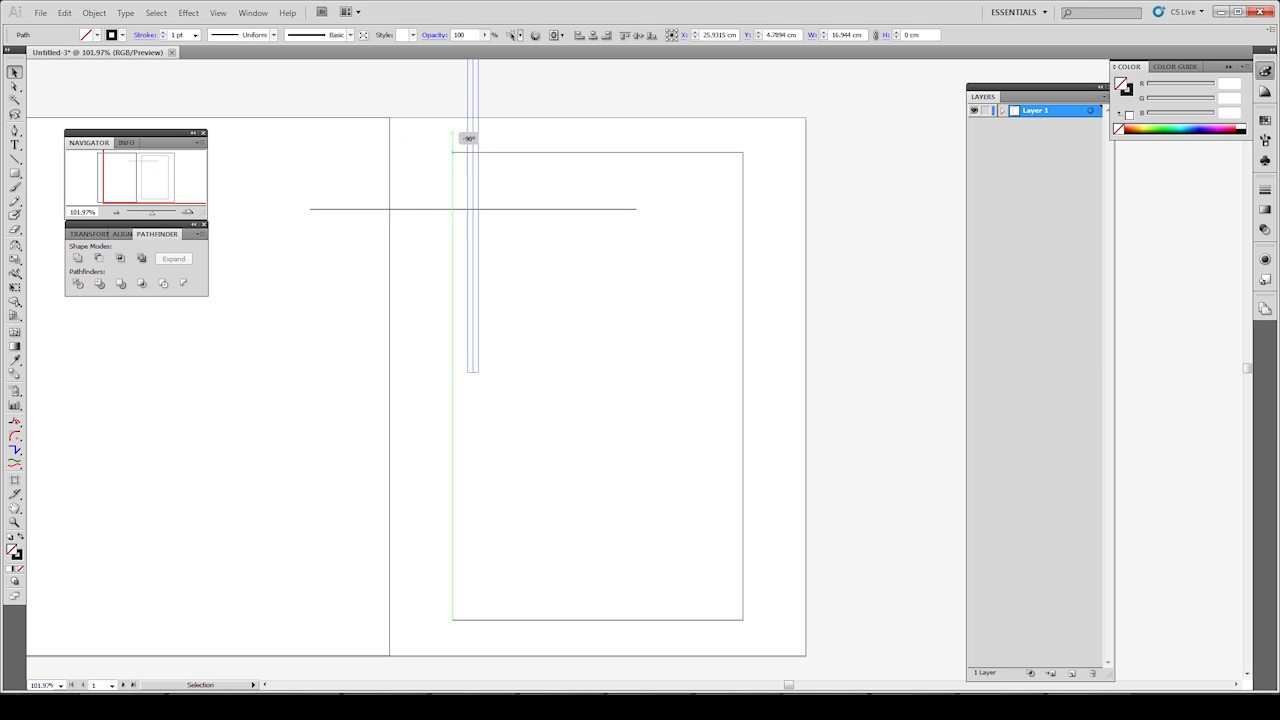 Ai File Edit Object Type Select Effect View Window Help Br ESSENTIALS CS Live
Path Stroke: 1 pt Uniform Basic Style: Opacity: 100 % X: 25.9315 cm Y: 4.7894 cm W: 16.944 cm H: 0 cm
Untitled-3* @ 101.97% (RGB/Preview)
COLOR COLOR GUIDE
R
G
B
LAYERS
Layer 1
-90°
NAVIGATOR INFO
101.97%
TRANSFORM ALIGN PATHFINDER
Shape Modes:
Expand
Pathfinders:
1 Layer
101.97% 1 Selection